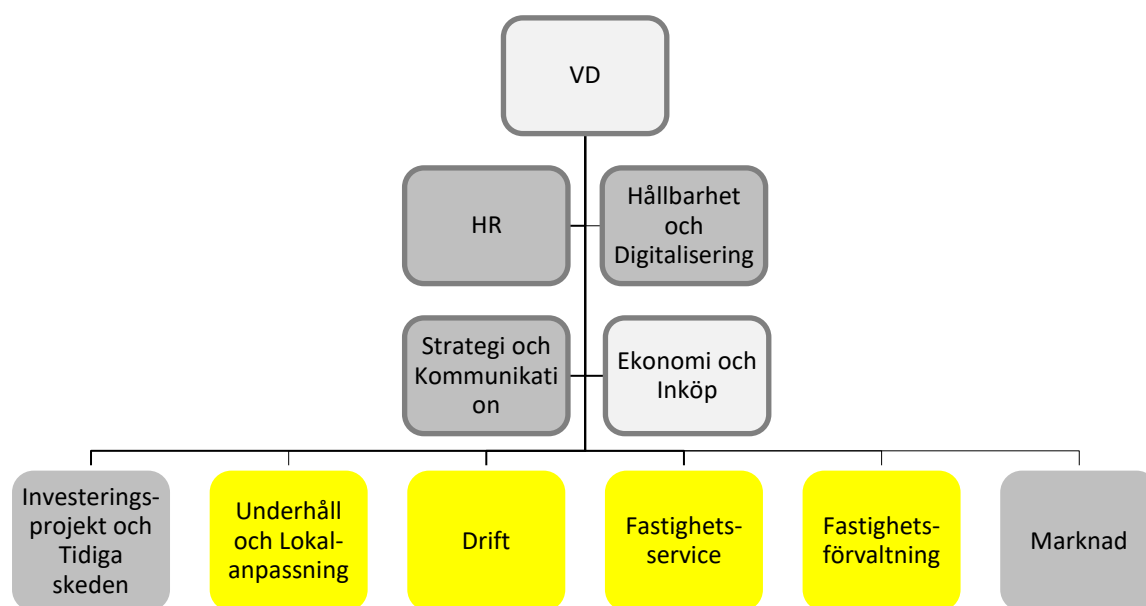 VD
HR
Hållbarhet
och
Digitalisering
Strategi och
Kommunikati
on
Ekonomi och
Inköp
Investerings-
projekt och
Tidiga
skeden
Underhåll
och Lokal-
anpassning
Drift
Fastighets-
service
Fastighets-
förvaltning
Marknad